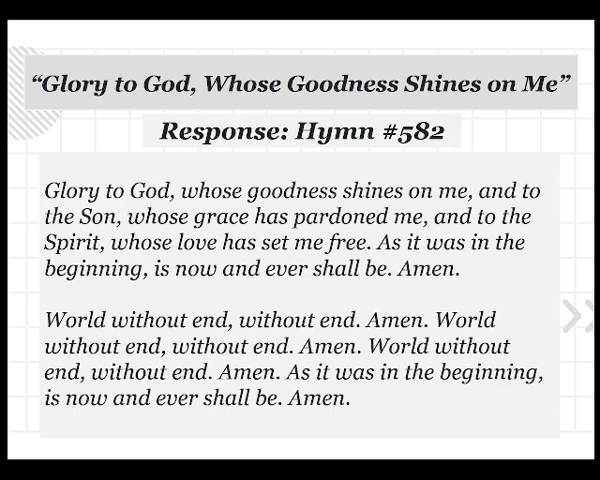 “Glory to God, Whose Goodness Shines on Me”
Response: Hymn #582
Glory to God, whose goodness shines on me, and to
the Son, whose grace has pardoned me, and to the
Spirit, whose love has set me free. As it was in the
beginning, is now and ever shall be. Amen.
World without end, without end. Amen. World
without end, without end. Amen. World without
end, without end. Amen. As it was in the beginning,
is now and ever shall be. Amen.